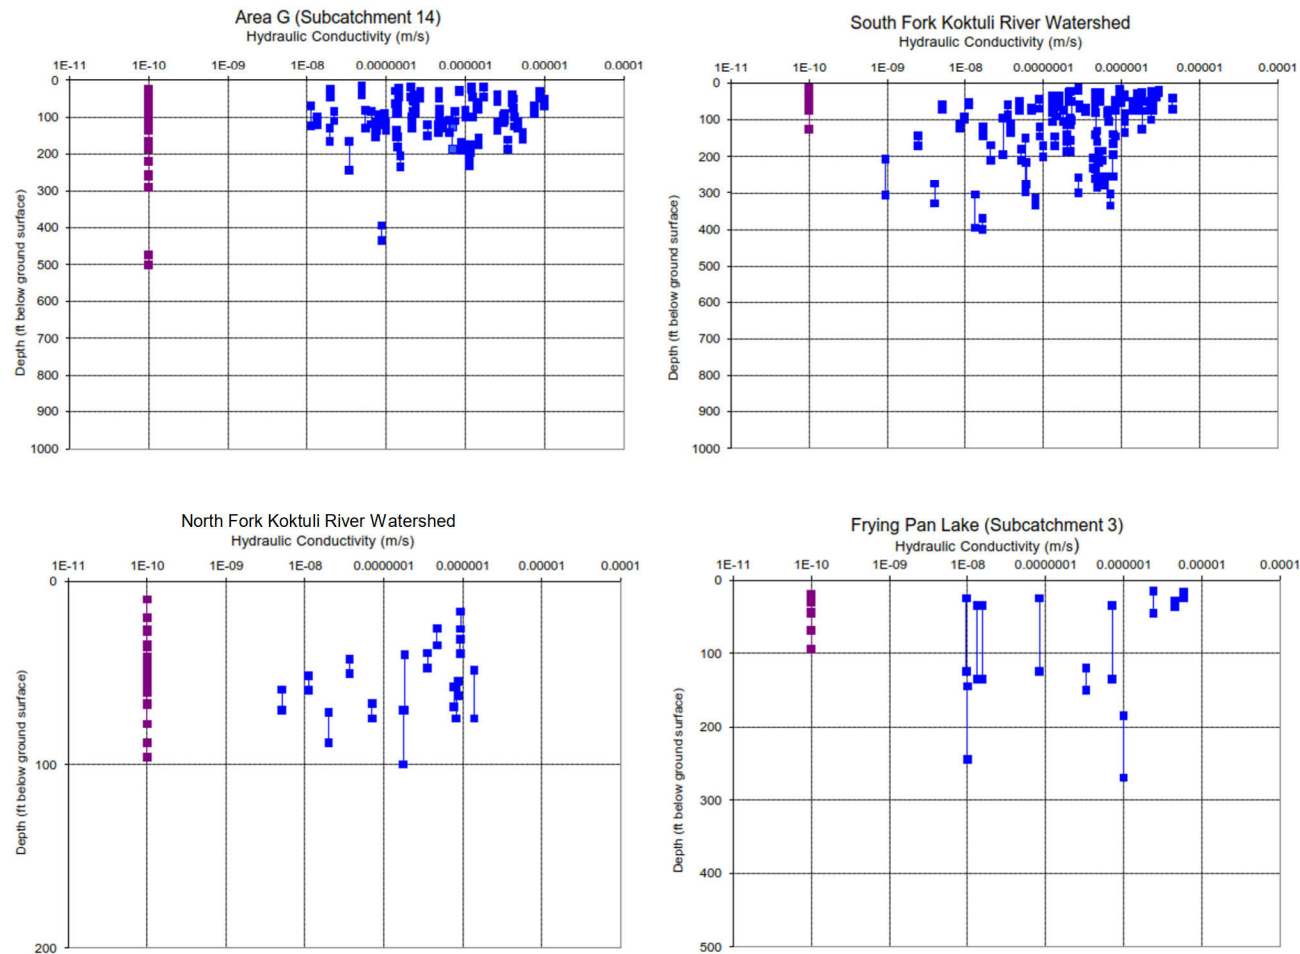 Area G (Subcatchment 14)
Hydraulic Conductivity (m/s)
1E-11 1E-10 1E-09 1E-08 0.0000001 0.000001 0.00001 0.0001
0
100
200
300
400
500
600
700
800
900
1000
Depth (ft below ground surface)
South Fork Koktuli River Watershed
Hydraulic Conductivity (m/s)
1E-11 1E-10 1E-09 1E-08 0.0000001 0.000001 0.00001 0.0001
0
100
200
300
400
500
600
700
800
900
1000
Depth (ft below ground surface)
North Fork Koktuli River Watershed
Hydraulic Conductivity (m/s)
1E-11 1E-10 1E-09 1E-08 0.0000001 0.000001 0.00001 0.0001
0
100
200
Depth (ft below ground surface)
Frying Pan Lake (Subcatchment 3)
Hydraulic Conductivity (m/s)
1E-11 1E-10 1E-09 1E-08 0.0000001 0.000001 0.00001 0.0001
0
100
200
300
400
500
Depth (ft below ground surface)